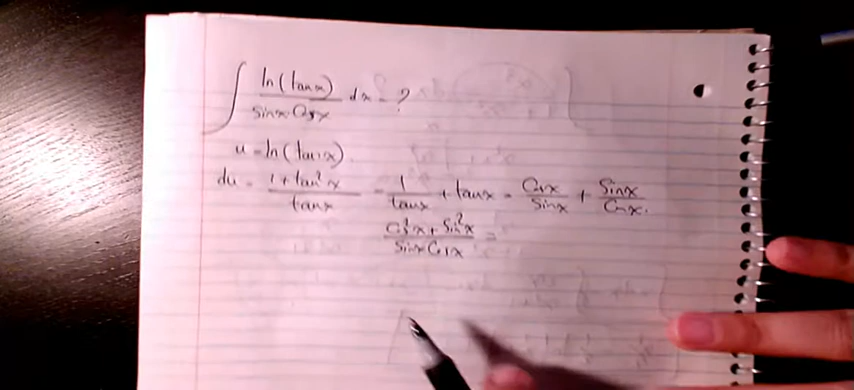 ∫ ln(tanx) / sinx Cosx dx = ?
u = ln(tanx).
du = 1 + tan²x / tanx = 1 / tanx + tanx = Cosx / Sinx + Sinx / Cosx.
Cos²x + Sin²x / Sinx Cosx =